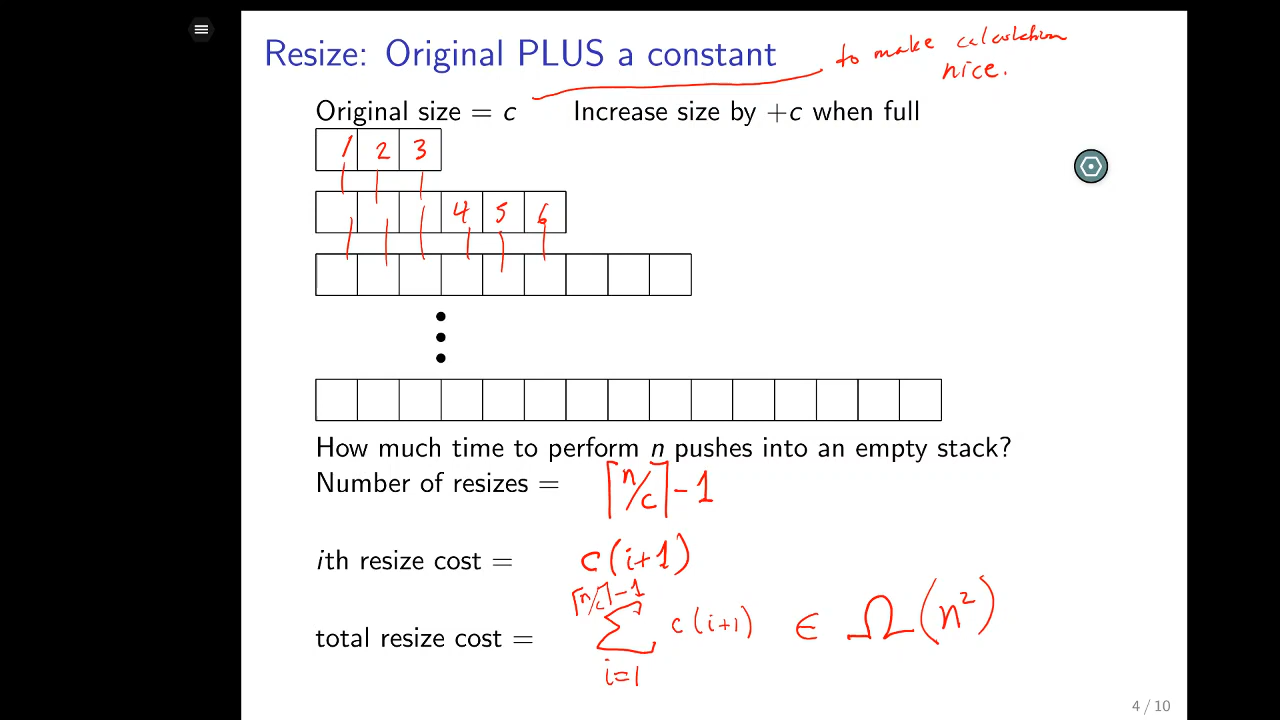 Resize: Original PLUS a constant
to make calculation
nice.
Original size = c Increase size by +c when full
1 2 3
4 5 6
How much time to perform n pushes into an empty stack?
Number of resizes = ⌈n/c⌉ - 1
ith resize cost = c(i+1)
total resize cost = ∑_{i=1}^{⌈n/c⌉-1} c(i+1) ∈ Ω(n²)
4 / 10